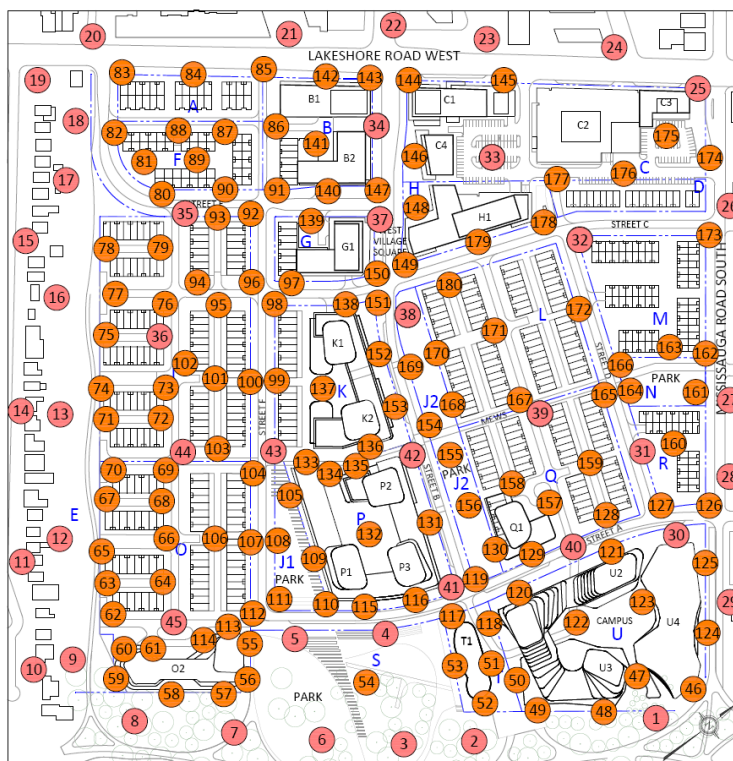 20 21 22 23 24
LAKESHORE ROAD WEST
19 83 84 85 142 143 144 145 25
A B1 C1 C3
18 86 34 C2
82 88 87 B 141 C4 175
81 F 89 B2 146 33 174
17 80 90 91 140 147 H 177 176 C D
35 93 92 139 37 148 H1 178 26
STREET C
15 78 79 G G1 WEST VILLAGE SQUARE 179 32 173
94 96 97 150 149
16 77 76 95 98 138 151 180 L 172
36 K1 38 171 M
75 102 152 170 163 162
101 100 99 169 166
PARK
74 73 137 K 153 J2 168 167 165 164 N 161
14 13 71 72 K2 154 MEWS 39 27
STREET F
STREET B
MISSISSAUGA ROAD SOUTH
44 103 43 136 42 155 PARK 31 160
70 69 104 133 134 135 J2 158 Q 159 R 28
67 68 105 P2 156 157
E P 131 Q1 128 127 126
12 66 106 107 108 132 130 129 40 STREET A 30
65 O J1 109 121 125
11 63 64 PARK P1 P3 41 119 U2
62 112 111 110 115 116 120 123 29
45 113 117 118 122 CAMPUS U U4 124
60 61 114 55 5 4 T1
9 O2 S 53 51 U3
10 59 56 54 50 47 46
58 57 PARK 52 49 48
8 7 6 3 2 1